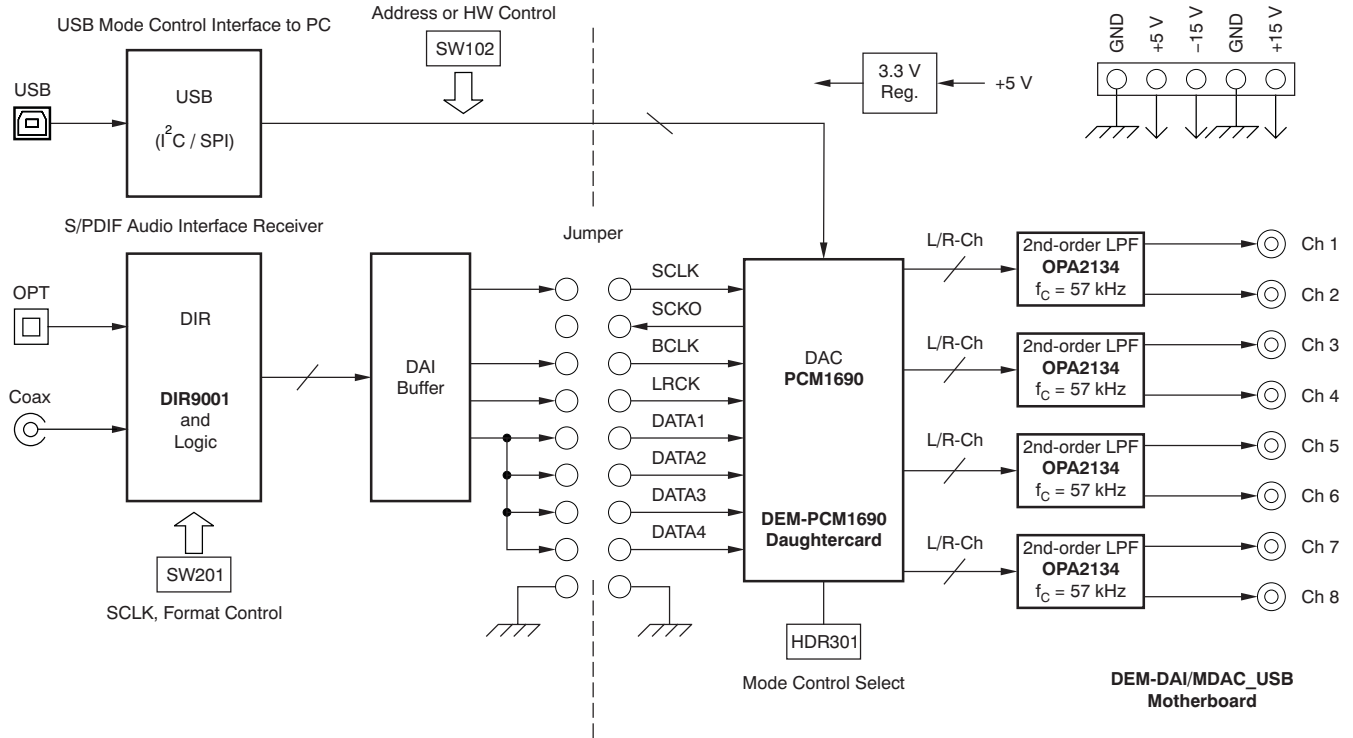 USB Mode Control Interface to PC
Address or HW Control
SW102
USB
USB
(I²C / SPI)
3.3 V
Reg.
+5 V
GND
+5 V
−15 V
GND
+15 V
S/PDIF Audio Interface Receiver
OPT
Coax
DIR
DIR9001
and
Logic
SW201
SCLK, Format Control
DAI
Buffer
Jumper
SCLK
SCKO
BCLK
LRCK
DATA1
DATA2
DATA3
DATA4
DAC
PCM1690
DEM-PCM1690
Daughtercard
HDR301
Mode Control Select
L/R-Ch
2nd-order LPF
OPA2134
fC = 57 kHz
Ch 1
Ch 2
L/R-Ch
2nd-order LPF
OPA2134
fC = 57 kHz
Ch 3
Ch 4
L/R-Ch
2nd-order LPF
OPA2134
fC = 57 kHz
Ch 5
Ch 6
L/R-Ch
2nd-order LPF
OPA2134
fC = 57 kHz
Ch 7
Ch 8
DEM-DAI/MDAC_USB
Motherboard